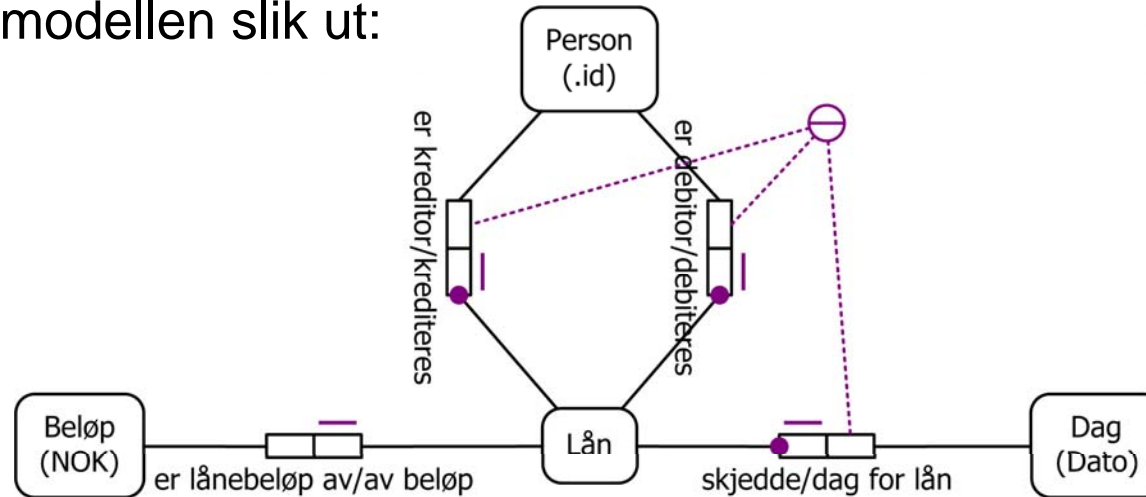 modellen slik ut:
Person
(.id)
er kreditor/krediteres
er debitor/debiteres
Beløp
(NOK)
er lånebeløp av/av beløp
Lån
skjedde/dag for lån
Dag
(Dato)